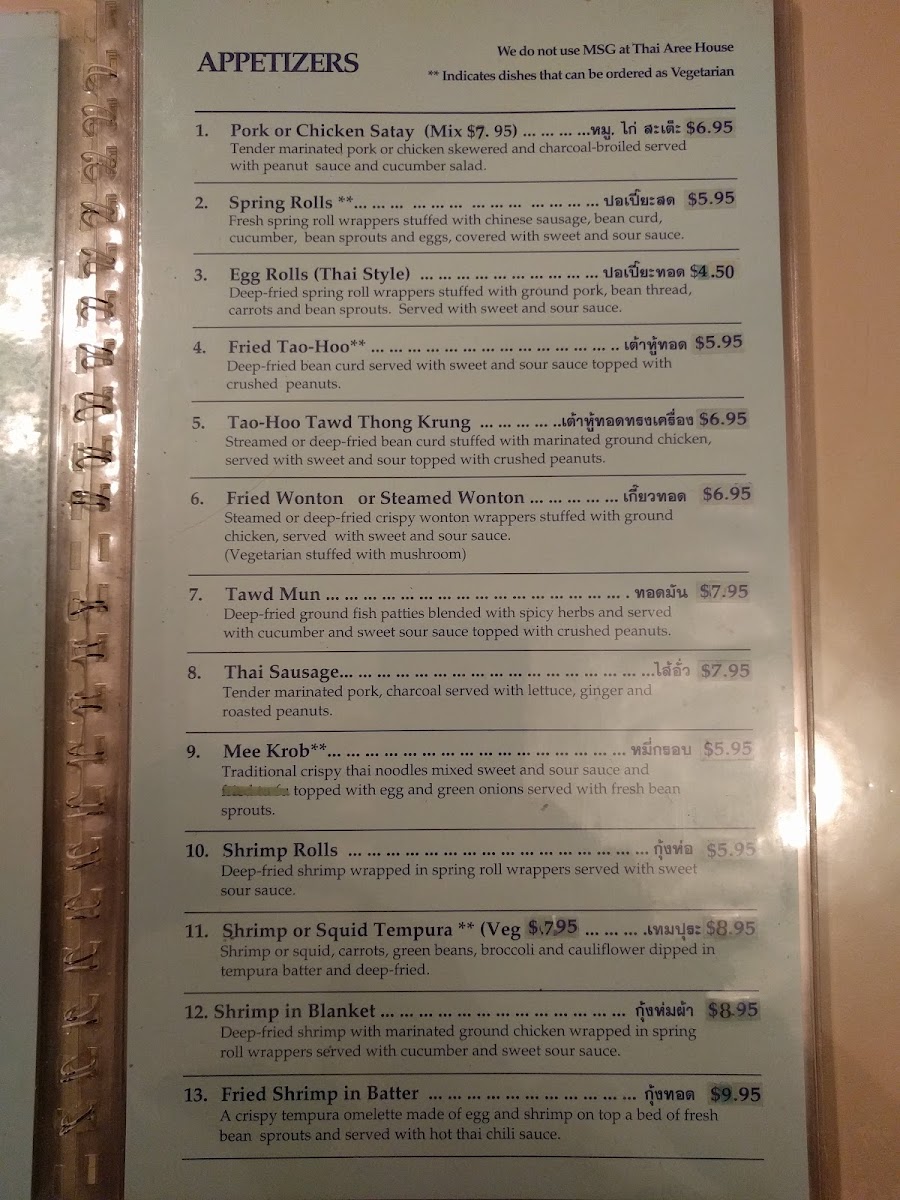 APPETIZERS
We do not use MSG at Thai Aree House
** Indicates dishes that can be ordered as Vegetarian
1. Pork or Chicken Satay (Mix $7. 95) ... ... ... ...หมู. ไก่ สะเต๊ะ $6.95
Tender marinated pork or chicken skewered and charcoal-broiled served
with peanut sauce and cucumber salad.
2. Spring Rolls **... ... ... ... ... ... ... ... ... ... ... ปอเปี๊ยะสด $5.95
Fresh spring roll wrappers stuffed with chinese sausage, bean curd,
cucumber, bean sprouts and eggs, covered with sweet and sour sauce.
3. Egg Rolls (Thai Style) ... ... ... ... ... ... ... ... ... ... ปอเปี๊ยะทอด $4.50
Deep-fried spring roll wrappers stuffed with ground pork, bean thread,
carrots and bean sprouts. Served with sweet and sour sauce.
4. Fried Tao-Hoo** ... ... ... ... ... ... ... ... ... ... ... ... ... .. เต้าหู้ทอด $5.95
Deep-fried bean curd served with sweet and sour sauce topped with
crushed peanuts.
5. Tao-Hoo Tawd Thong Krung ... ... ... ... ..เต้าหู้ทอดทรงเครื่อง $6.95
Streamed or deep-fried bean curd stuffed with marinated ground chicken,
served with sweet and sour topped with crushed peanuts.
6. Fried Wonton or Steamed Wonton ... ... ... ... ... เกี๊ยวทอด $6.95
Steamed or deep-fried crispy wonton wrappers stuffed with ground
chicken, served with sweet and sour sauce.
(Vegetarian stuffed with mushroom)
7. Tawd Mun ... ... ... ... ... ... ... ... ... ... ... ... ... ... ... ... . ทอดมัน $7.95
Deep-fried ground fish patties blended with spicy herbs and served
with cucumber and sweet sour sauce topped with crushed peanuts.
8. Thai Sausage... ... ... ... ... ... ... ... ... ... ... ... ... ... ... ... ...ไส้อั่ว $7.95
Tender marinated pork, charcoal served with lettuce, ginger and
roasted peanuts.
9. Mee Krob**... ... ... ... ... ... ... ... ... ... ... ... ... ... ... ... หมี่กรอบ $5.95
Traditional crispy thai noodles mixed sweet and sour sauce and
topped with egg and green onions served with fresh bean
sprouts.
10. Shrimp Rolls ... ... ... ... ... ... ... ... ... ... ... ... ... ... ... ... กุ้งห่อ $5.95
Deep-fried shrimp wrapped in spring roll wrappers served with sweet
sour sauce.
11. Shrimp or Squid Tempura ** (Veg $.7.95 ... ... ... .เทมปุระ $8.95
Shrimp or squid, carrots, green beans, broccoli and cauliflower dipped in
tempura batter and deep-fried.
12. Shrimp in Blanket ... ... ... ... ... ... ... ... ... ... ... ... ... กุ้งห่มผ้า $8.95
Deep-fried shrimp with marinated ground chicken wrapped in spring
roll wrappers served with cucumber and sweet sour sauce.
13. Fried Shrimp in Batter ... ... ... ... ... ... ... ... ... ... ... กุ้งทอด $9.95
A crispy tempura omelette made of egg and shrimp on top a bed of fresh
bean sprouts and served with hot thai chili sauce.